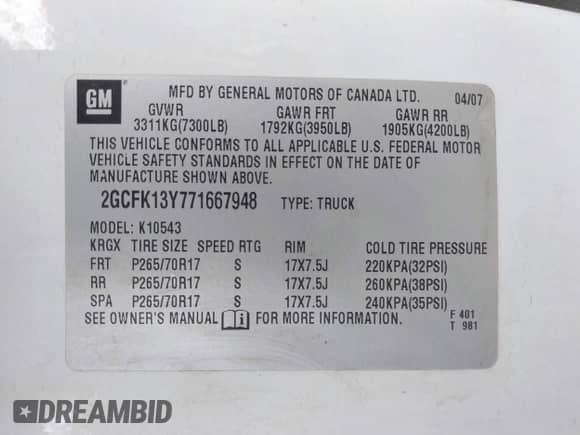 GM
MFD BY GENERAL MOTORS OF CANADA LTD. 04/07
GVWR GAWR FRT GAWR RR
3311KG(7300LB) 1792KG(3950LB) 1905KG(4200LB)
THIS VEHICLE CONFORMS TO ALL APPLICABLE U.S. FEDERAL MOTOR
VEHICLE SAFETY STANDARDS IN EFFECT ON THE DATE OF
MANUFACTURE SHOWN ABOVE.
2GCFK13Y771667948 TYPE: TRUCK
MODEL: K10543
KRGX TIRE SIZE SPEED RTG RIM COLD TIRE PRESSURE
FRT P265/70R17 S 17X7.5J 220KPA(32PSI)
RR P265/70R17 S 17X7.5J 260KPA(38PSI)
SPA P265/70R17 S 17X7.5J 240KPA(35PSI)
SEE OWNER'S MANUAL i FOR MORE INFORMATION. F 401
T 981
DREAMBID